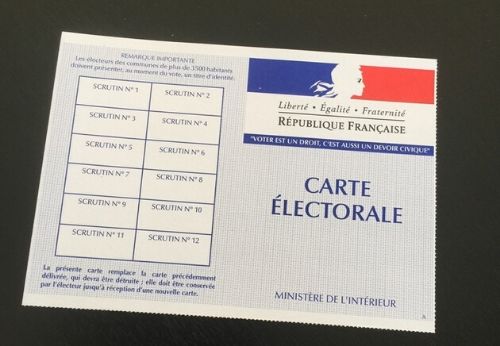 REMARQUE IMPORTANTE
Les électeurs des communes de plus de 3500 habitants
doivent présenter, au moment du vote, un titre d'identité.
SCRUTIN N° 1
SCRUTIN N° 2
SCRUTIN N° 3
SCRUTIN N° 4
SCRUTIN N° 5
SCRUTIN N° 6
SCRUTIN N° 7
SCRUTIN N° 8
SCRUTIN N° 9
SCRUTIN N° 10
SCRUTIN N° 11
SCRUTIN N° 12
La présente carte remplace la carte précédemment
délivrée, qui devra être détruite ; elle doit être conservée
par l'électeur jusqu'à réception d'une nouvelle carte.
Liberté • Égalité • Fraternité
RÉPUBLIQUE FRANÇAISE
"VOTER EST UN DROIT, C'EST AUSSI UN DEVOIR CIVIQUE"
CARTE
ÉLECTORALE
MINISTÈRE DE L'INTÉRIEUR
A